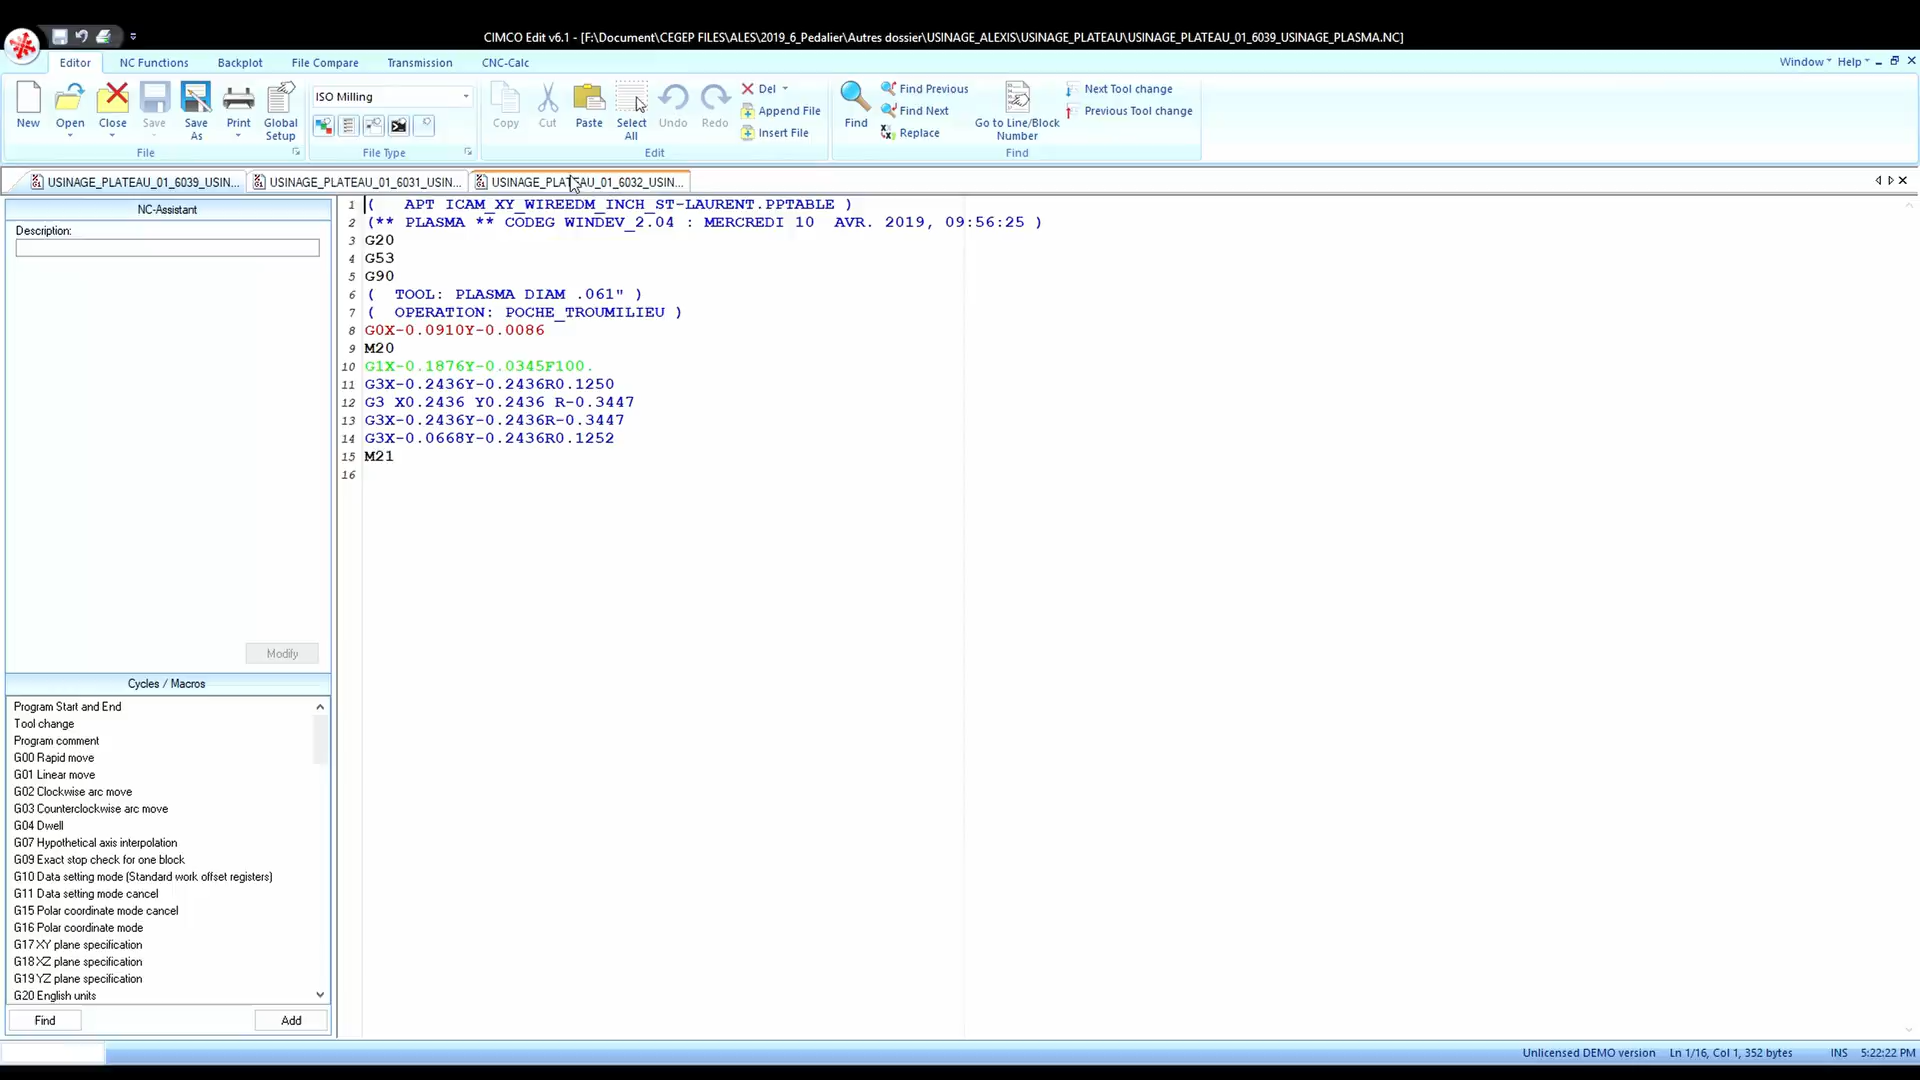 CIMCO Edit v6.1 - [F:\Document\CEGEP FILES\ALES\2019_6_Pedalier\Autres dossier\USINAGE_ALEXIS\USINAGE_PLATEAU\USINAGE_PLATEAU_01_6039_USINAGE_PLASMA.NC]
Editor NC Functions Backplot File Compare Transmission CNC-Calc Window Help
New Open Close Save Save As Print Global Setup
File
ISO Milling
File Type
Copy Cut Paste Select All Undo Redo
Del
Append File
Insert File
Edit
Find
Find Previous
Find Next
Replace
Go to Line/Block Number
Next Tool change
Previous Tool change
Find
USINAGE_PLATEAU_01_6039_USIN... USINAGE_PLATEAU_01_6031_USIN... USINAGE_PLATEAU_01_6032_USIN...
NC-Assistant
Description:
Modify
Cycles / Macros
Program Start and End
Tool change
Program comment
G00 Rapid move
G01 Linear move
G02 Clockwise arc move
G03 Counterclockwise arc move
G04 Dwell
G07 Hypothetical axis interpolation
G09 Exact stop check for one block
G10 Data setting mode (Standard work offset registers)
G11 Data setting mode cancel
G15 Polar coordinate mode cancel
G16 Polar coordinate mode
G17 XY plane specification
G18 XZ plane specification
G19 YZ plane specification
G20 English units
Find Add
1 ( APT ICAM_XY_WIREEDM_INCH_ST-LAURENT.PPTABLE )
2 (** PLASMA ** CODEG WINDEV_2.04 : MERCREDI 10 AVR. 2019, 09:56:25 )
3 G20
4 G53
5 G90
6 ( TOOL: PLASMA DIAM .061" )
7 ( OPERATION: POCHE_TROUMILIEU )
8 G0X-0.0910Y-0.0086
9 M20
10 G1X-0.1876Y-0.0345F100.
11 G3X-0.2436Y-0.2436R0.1250
12 G3 X0.2436 Y0.2436 R-0.3447
13 G3X-0.2436Y-0.2436R-0.3447
14 G3X-0.0668Y-0.2436R0.1252
15 M21
16
Unlicensed DEMO version Ln 1/16, Col 1, 352 bytes INS 5:22:22 PM